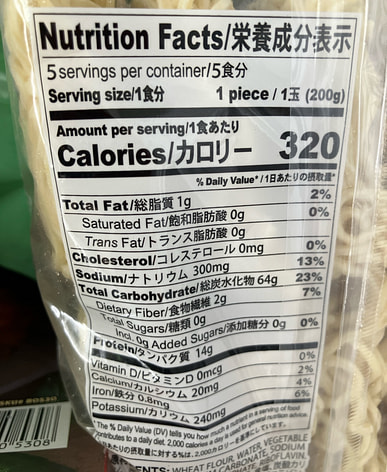 Nutrition Facts/栄養成分表示
5 servings per container/5食分
Serving size/1食分 1 piece / 1玉 (200g)
Amount per serving/1食あたり
Calories/カロリー 320
% Daily Value* / 1日あたりの摂取量*
Total Fat/総脂質 1g 2%
Saturated Fat/飽和脂肪酸 0g 0%
Trans Fat/トランス脂肪酸 0g
Cholesterol/コレステロール 0mg 0%
Sodium/ナトリウム 300mg 13%
Total Carbohydrate/総炭水化物 64g 23%
Dietary Fiber/食物繊維 2g 7%
Total Sugars/糖類 0g
Incl. 0g Added Sugars/添加糖分 0g 0%
Protein/タンパク質 14g
Vitamin D/ビタミンD 0mcg 0%
Calcium/カルシウム 20mg 2%
Iron/鉄分 0.8mg 4%
Potassium/カリウム 240mg 6%
* The % Daily Value (DV) tells you how much a nutrient in a serving of food
contributes to a daily diet. 2,000 calories a day is used for general nutrition advice.
WHEAT FLOUR, WATER, VEGETABLE
5308